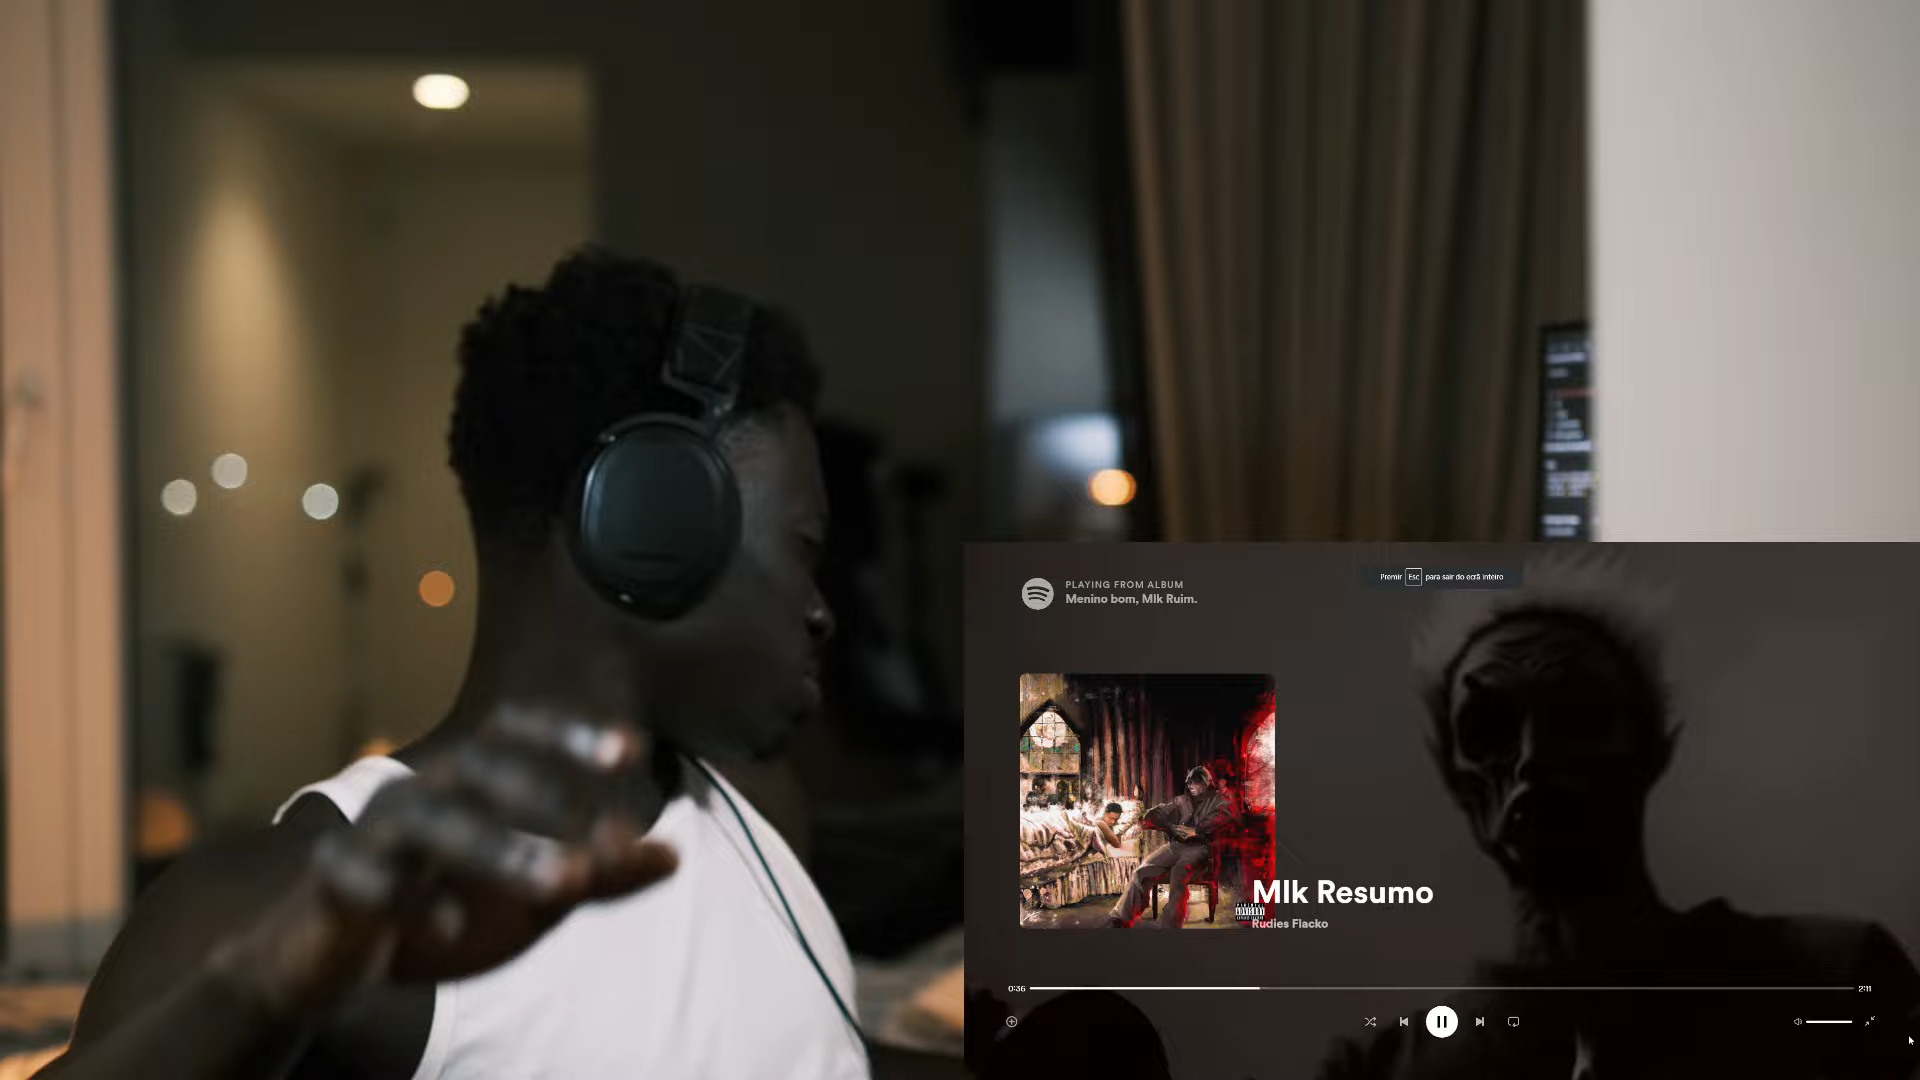 PLAYING FROM ALBUM
Menino bom, Mlk Ruim.
Premir Esc para sair do ecrã inteiro
Mlk Resumo
Rudies Flacko
0:36
2:11